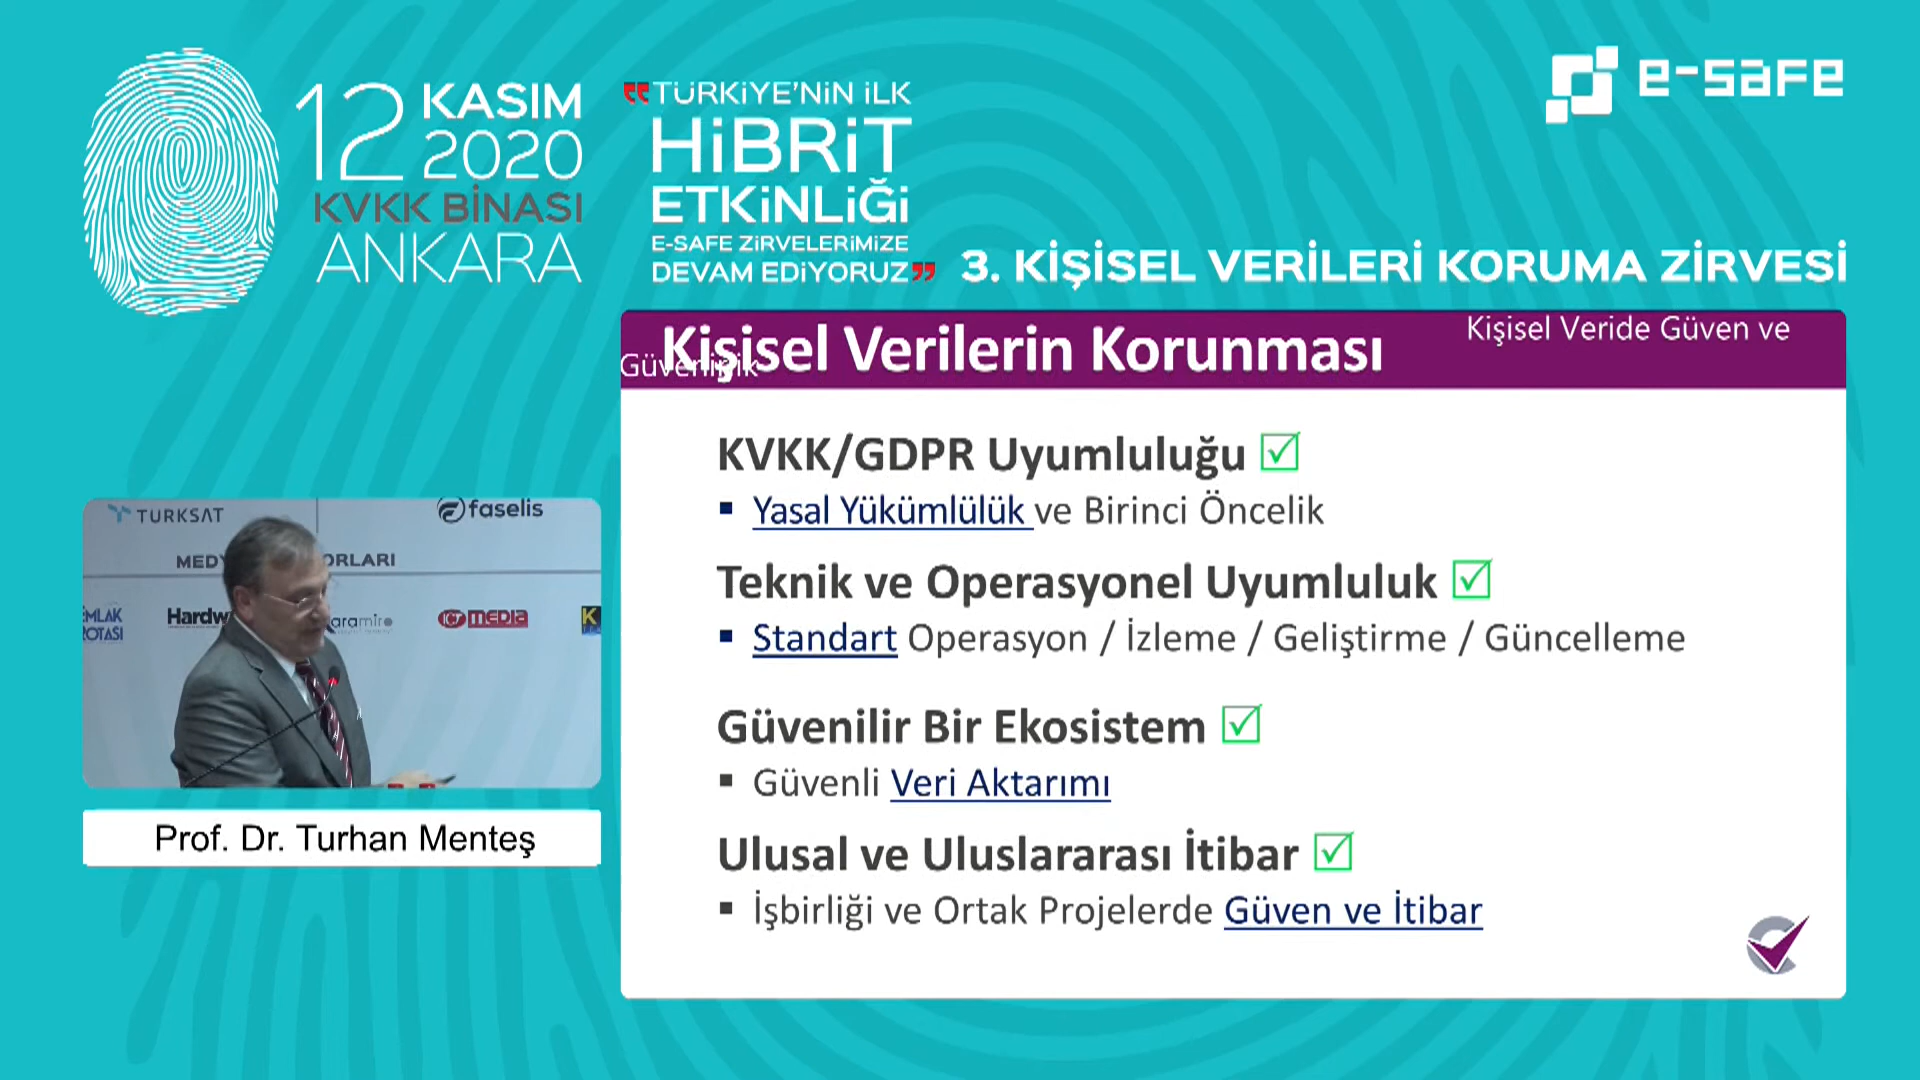 12 KASIM
2020
KVKK BİNASI
ANKARA
TÜRKİYE'NİN İLK
HİBRİT
ETKİNLİĞİ
E-SAFE ZİRVELERİMİZE
DEVAM EDİYORUZ
e-safe
3. KİŞİSEL VERİLERİ KORUMA ZİRVESİ
Kişisel Verilerin Korunması
Kişisel Veride Güven ve
Güvenirlik
KVKK/GDPR Uyumluluğu
Yasal Yükümlülük ve Birinci Öncelik
Teknik ve Operasyonel Uyumluluk
Standart Operasyon / İzleme / Geliştirme / Güncelleme
Güvenilir Bir Ekosistem
Güvenli Veri Aktarımı
Ulusal ve Uluslararası İtibar
İşbirliği ve Ortak Projelerde Güven ve İtibar
TURKSAT
faselis
ICT MEDIA
Prof. Dr. Turhan Menteş